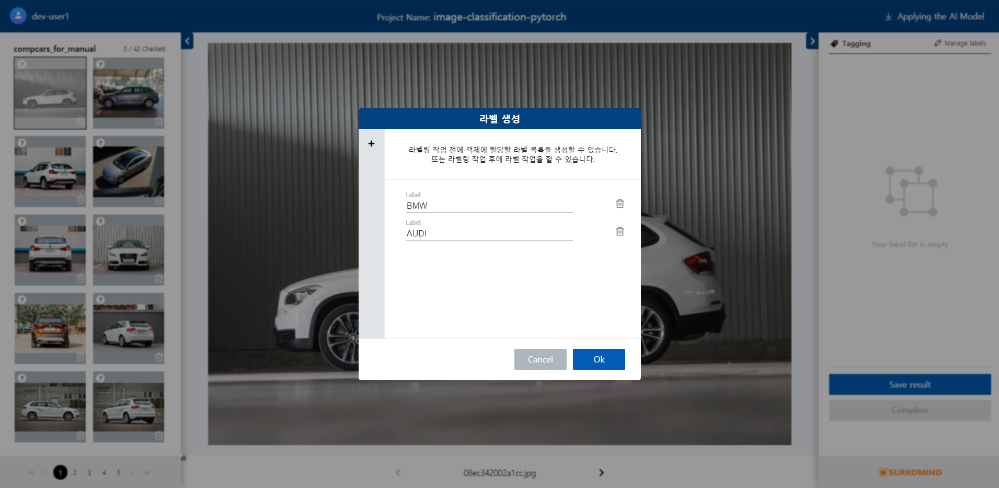 dev-user1
Project Name: image-classification-pytorch
Applying the AI Model
compcars_for_manual
0 / 42 Checked
Tagging
Manage labels
라벨 생성
+
라벨링 작업 전에 객체에 할당할 라벨 목록을 생성할 수 있습니다.
또는 라벨링 작업 후에 라벨 작업을 할 수 있습니다.
Label
BMW
Label
AUDI
Cancel
Ok
Your label list is empty
Save result
Complete
« ‹ 1 2 3 4 5 › »
08ec342002a1cc.jpg
SURROMIND